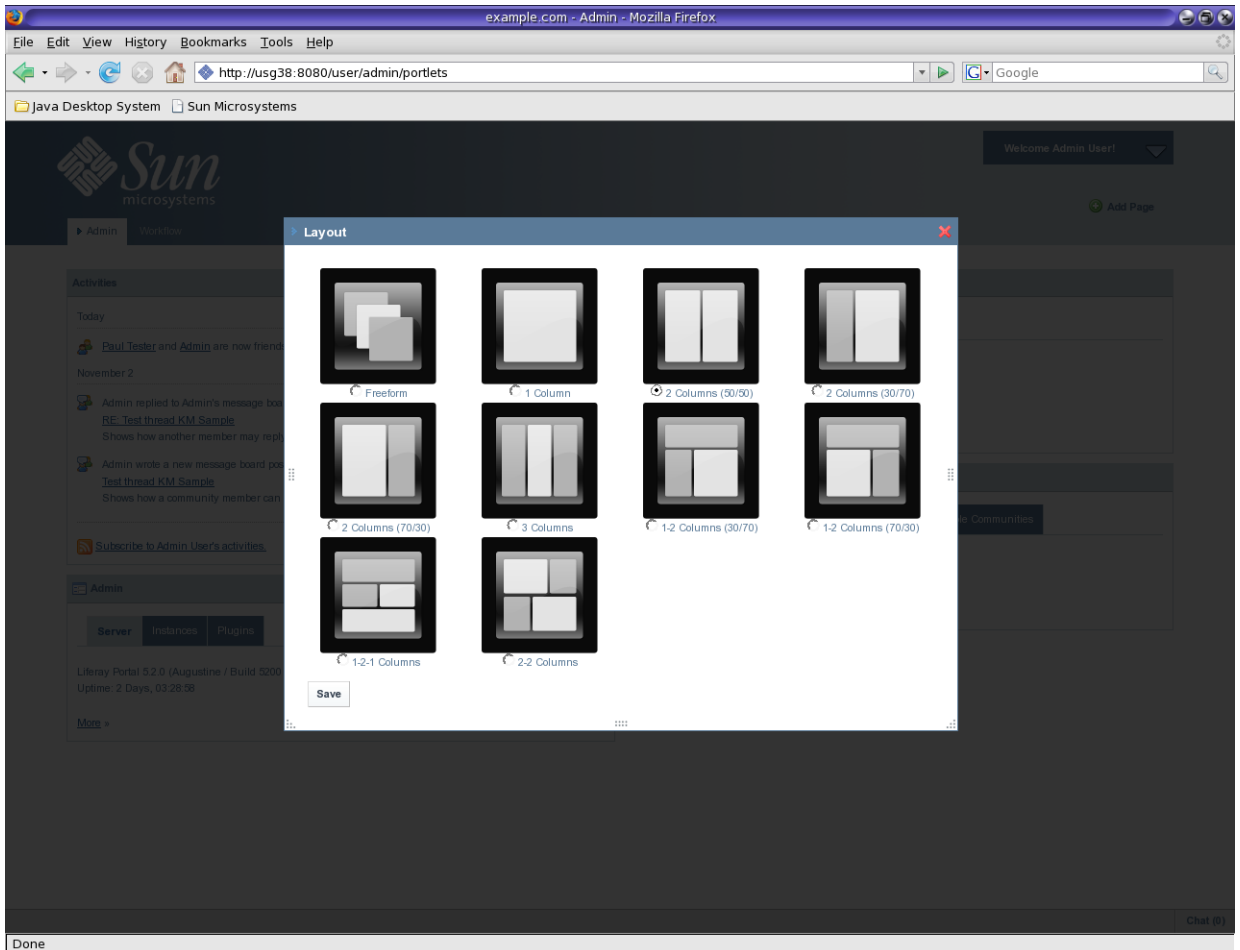 example.com - Admin - Mozilla Firefox
File Edit View History Bookmarks Tools Help
http://usg38:8080/user/admin/portlets
G Google
Java Desktop System Sun Microsystems
Sun
microsystems
Welcome Admin User!
Add Page
Admin Workflow
Layout
Activities
Today
Paul Tester and Admin are now friend
November 2
Admin replied to Admin's message boa
RE: Test thread KM Sample
Shows how another member may reply
Admin wrote a new message board pos
Test thread KM Sample
Shows how a community member can
Subscribe to Admin User's activities.
Admin
Server Instances Plugins
Liferay Portal 5.2.0 (Augustine / Build 5200
Uptime: 2 Days, 03:28:58
More »
Freeform
1 Column
2 Columns (50/50)
2 Columns (30/70)
2 Columns (70/30)
3 Columns
1-2 Columns (30/70)
1-2 Columns (70/30)
1-2-1 Columns
2-2 Columns
Save
Communities
Chat (0)
Done